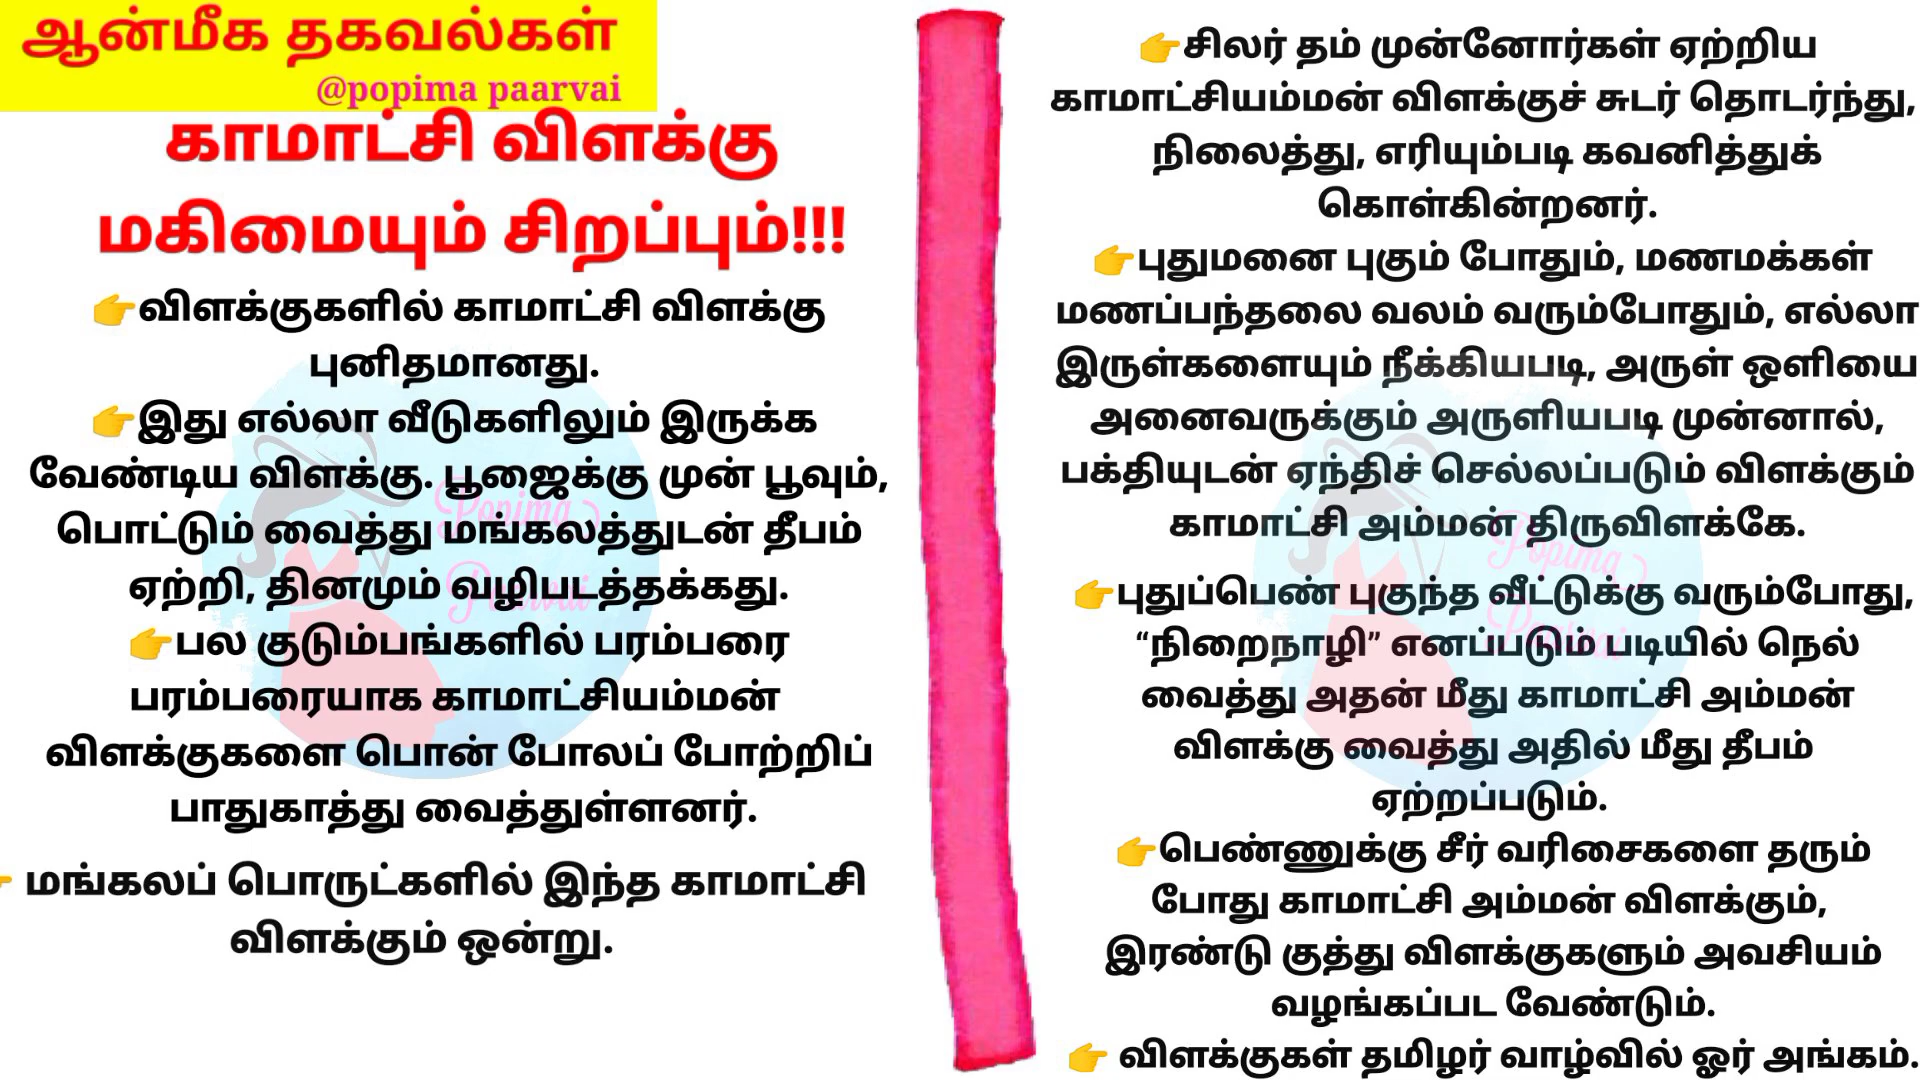 ஆன்மீக தகவல்கள்
@popima paarvai
காமாட்சி விளக்கு
மகிமையும் சிறப்பும்!!!
👉விளக்குகளில் காமாட்சி விளக்கு
புனிதமானது.
👉இது எல்லா வீடுகளிலும் இருக்க
வேண்டிய விளக்கு. பூஜைக்கு முன் பூவும்,
பொட்டும் வைத்து மங்கலத்துடன் தீபம்
ஏற்றி, தினமும் வழிபடத்தக்கது.
👉பல குடும்பங்களில் பரம்பரை
பரம்பரையாக காமாட்சியம்மன்
விளக்குகளை பொன் போலப் போற்றிப்
பாதுகாத்து வைத்துள்ளனர்.
👉 மங்கலப் பொருட்களில் இந்த காமாட்சி
விளக்கும் ஒன்று.
Popima
Paarvai
👉சிலர் தம் முன்னோர்கள் ஏற்றிய
காமாட்சியம்மன் விளக்குச் சுடர் தொடர்ந்து,
நிலைத்து, எரியும்படி கவனித்துக்
கொள்கின்றனர்.
👉புதுமனை புகும் போதும், மணமக்கள்
மணப்பந்தலை வலம் வரும்போதும், எல்லா
இருள்களையும் நீக்கியபடி, அருள் ஒளியை
அனைவருக்கும் அருளியபடி முன்னால்,
பக்தியுடன் ஏந்திச் செல்லப்படும் விளக்கும்
காமாட்சி அம்மன் திருவிளக்கே.
👉புதுப்பெண் புகுந்த வீட்டுக்கு வரும்போது,
“நிறைநாழி” எனப்படும் படியில் நெல்
வைத்து அதன் மீது காமாட்சி அம்மன்
விளக்கு வைத்து அதில் மீது தீபம்
ஏற்றப்படும்.
👉பெண்ணுக்கு சீர் வரிசைகளை தரும்
போது காமாட்சி அம்மன் விளக்கும்,
இரண்டு குத்து விளக்குகளும் அவசியம்
வழங்கப்பட வேண்டும்.
👉 விளக்குகள் தமிழர் வாழ்வில் ஓர் அங்கம்.
Popima
Paarvai